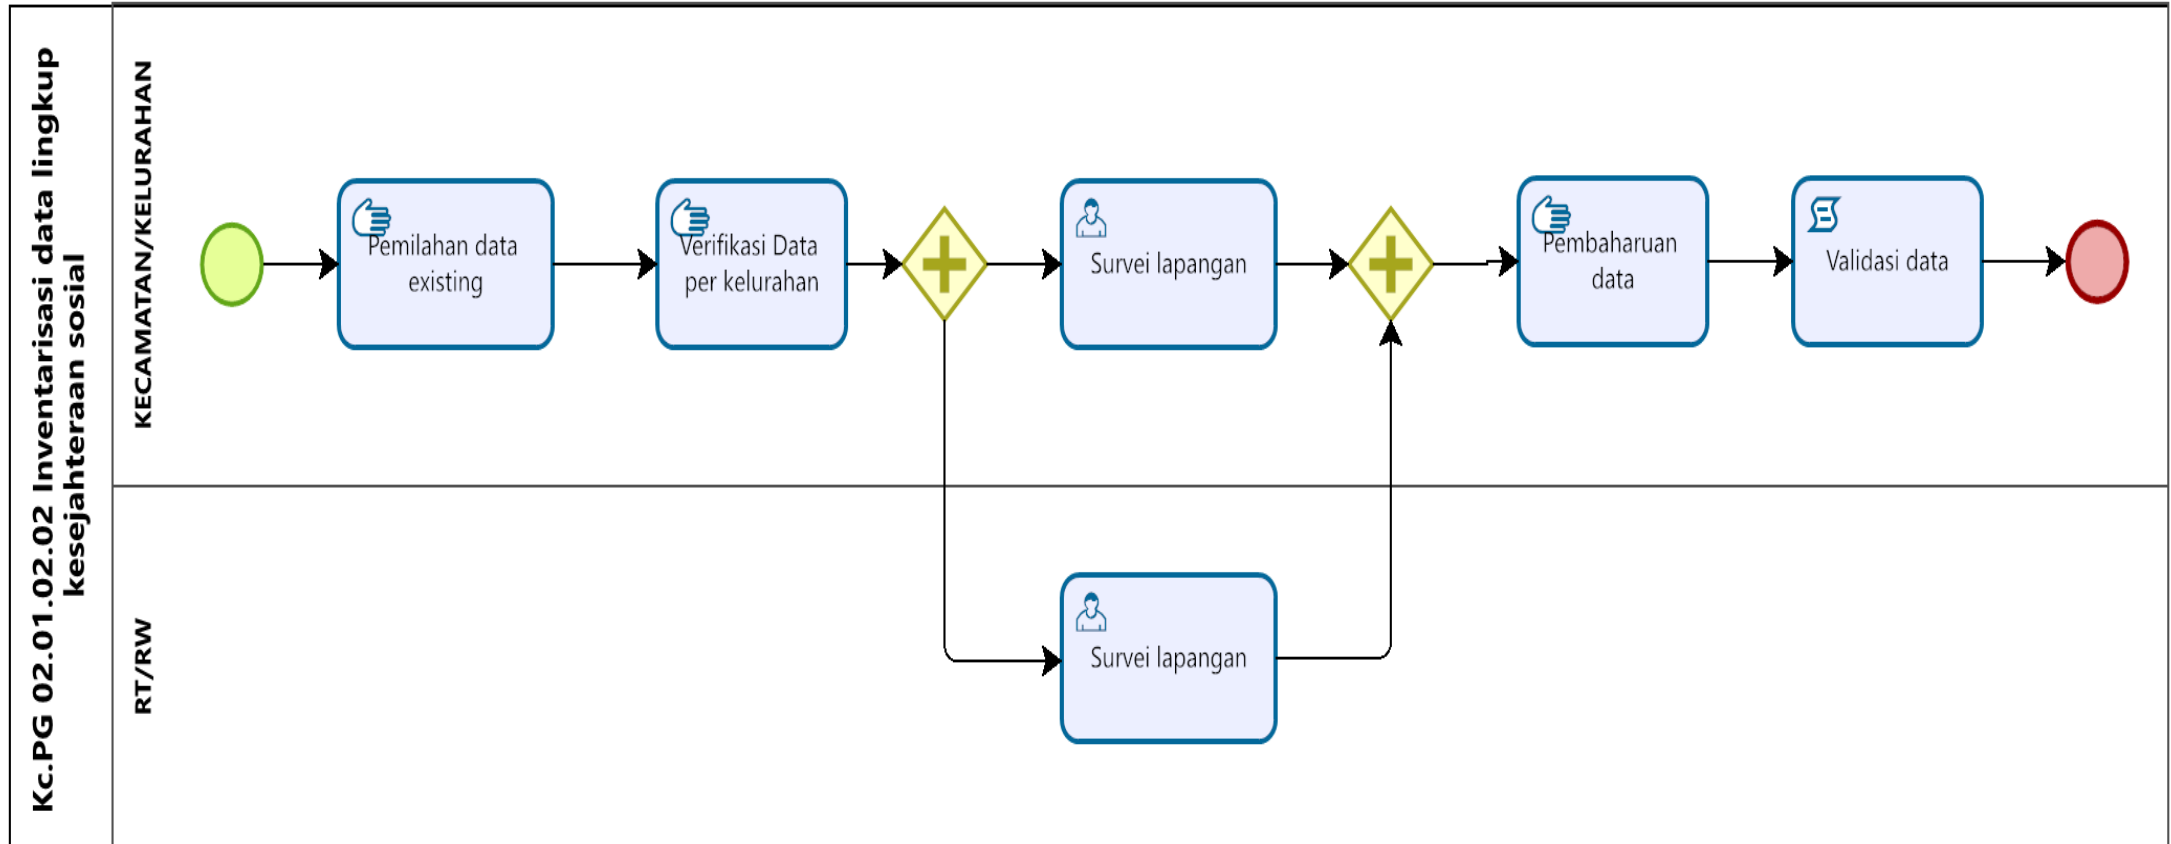 Kc.PG 02.01.02.02 Inventarisasi data lingkup
kesejahteraan sosial
KECAMATAN/KELURAHAN
Pemilahan data
existing
Verifikasi Data
per kelurahan
Survei lapangan
Pembaharuan
data
Validasi data
RT/RW
Survei lapangan